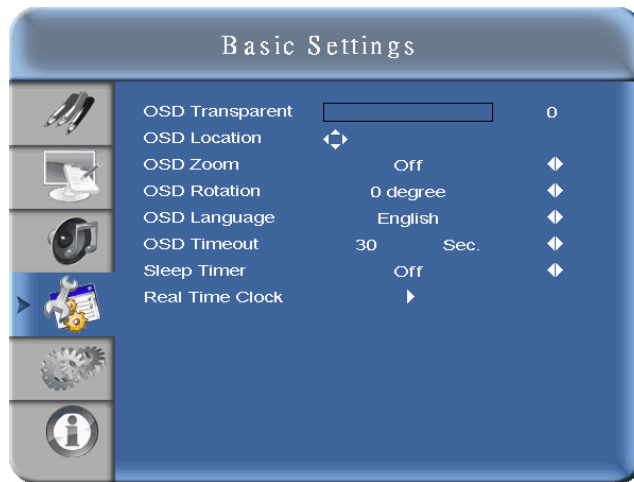 Basic Settings
OSD Transparent 0
OSD Location
OSD Zoom Off
OSD Rotation 0 degree
OSD Language English
OSD Timeout 30 Sec.
Sleep Timer Off
Real Time Clock